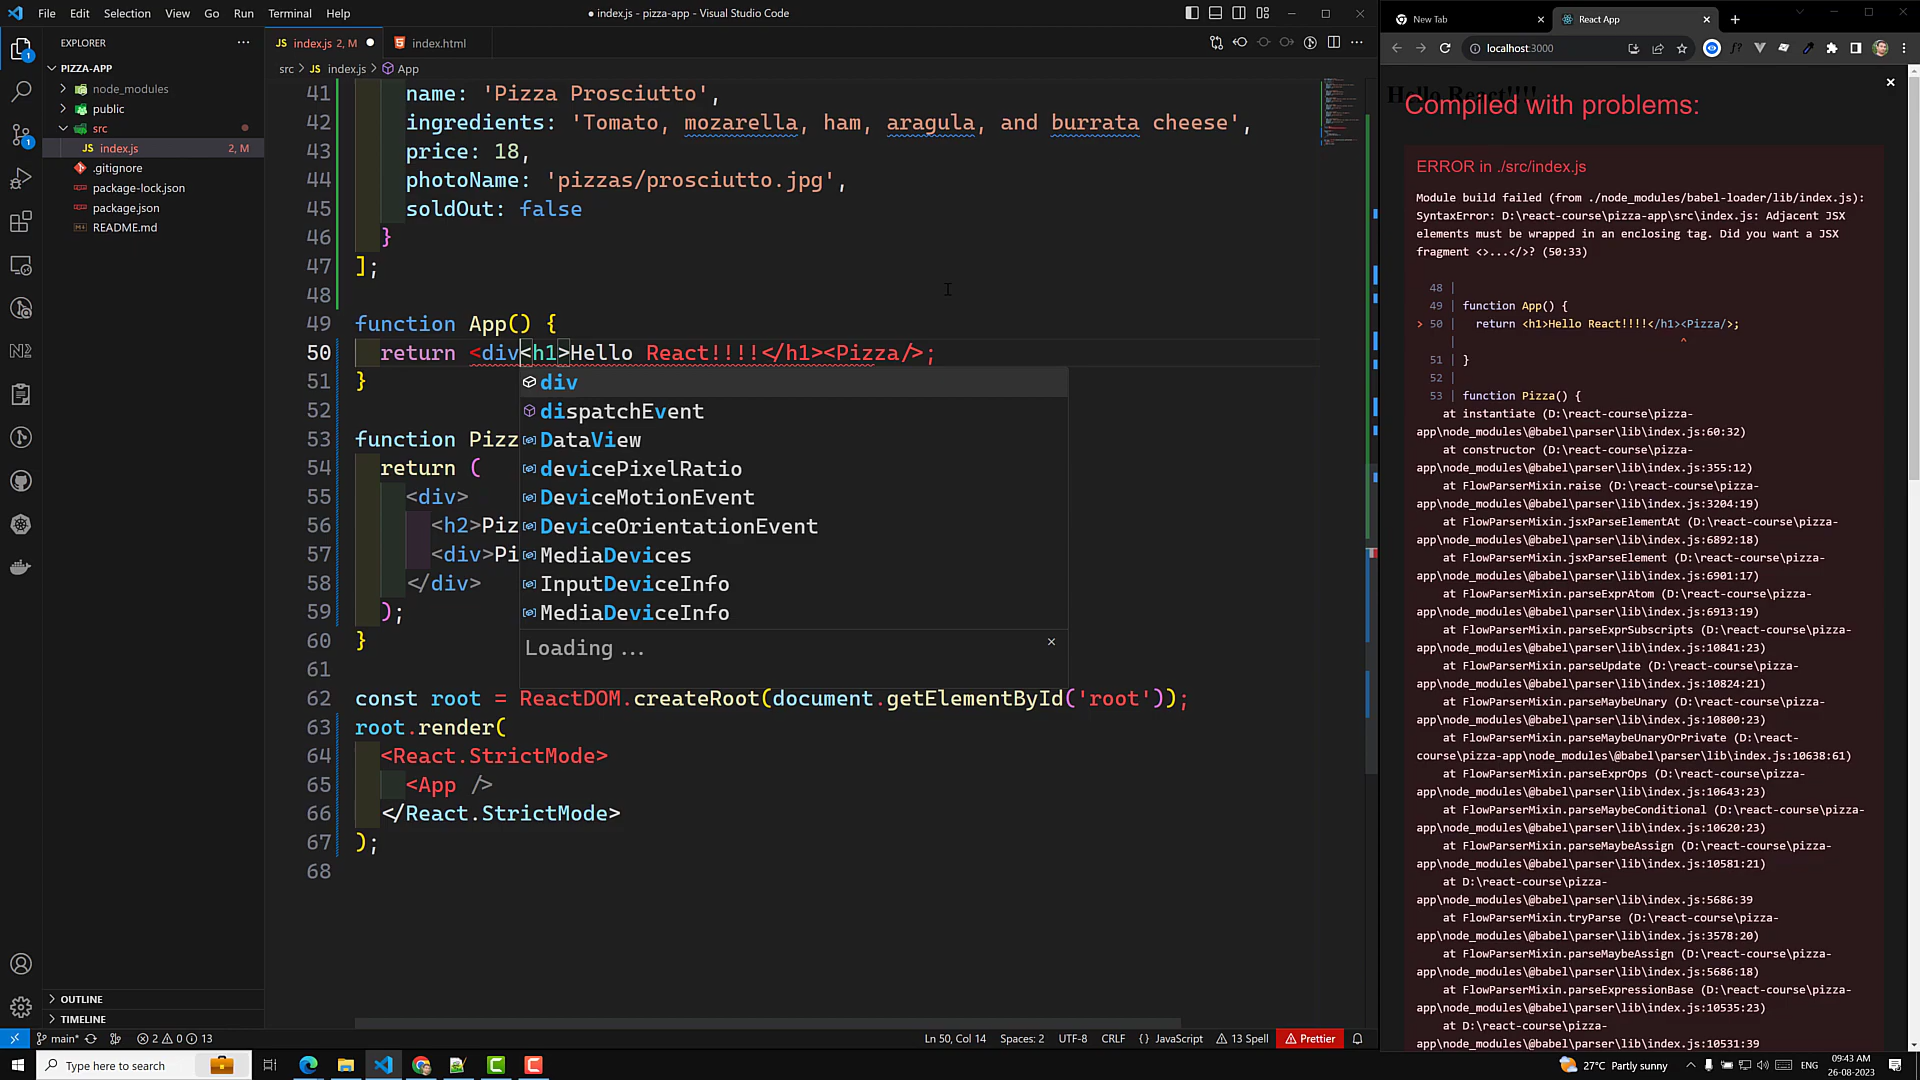 File Edit Selection View Go Run Terminal Help
index.js - pizza-app - Visual Studio Code
New Tab
React App
EXPLORER
index.js 2, M
index.html
localhost:3000
PIZZA-APP
node_modules
public
src
index.js 2, M
.gitignore
package-lock.json
package.json
README.md
OUTLINE
TIMELINE
src > JS index.js > App
41 name: 'Pizza Prosciutto',
42 ingredients: 'Tomato, mozarella, ham, aragula, and burrata cheese',
43 price: 18,
44 photoName: 'pizzas/prosciutto.jpg',
45 soldOut: false
46 }
47 ];
48
49 function App() {
50 return <div<h1>Hello React!!!!</h1><Pizza/>;
51 }
52
53 function Pizz
54 return (
55 <div>
56 <h2>Piz
57 <div>Pi
58 </div>
59 );
60 }
61
62 const root = ReactDOM.createRoot(document.getElementById('root'));
63 root.render(
64 <React.StrictMode>
65 <App />
66 </React.StrictMode>
67 );
68
div
dispatchEvent
DataView
devicePixelRatio
DeviceMotionEvent
DeviceOrientationEvent
MediaDevices
InputDeviceInfo
MediaDeviceInfo
Loading ...
Hello React!!!!
Compiled with problems:
ERROR in ./src/index.js
Module build failed (from ./node_modules/babel-loader/lib/index.js):
SyntaxError: D:\react-course\pizza-app\src\index.js: Adjacent JSX
elements must be wrapped in an enclosing tag. Did you want a JSX
fragment <>...</>? (50:33)
48 |
49 | function App() {
> 50 | return <h1>Hello React!!!!</h1><Pizza/>;
| ^
51 | }
52 |
53 | function Pizza() {
at instantiate (D:\react-course\pizza-
app\node_modules\@babel\parser\lib\index.js:60:32)
at constructor (D:\react-course\pizza-
app\node_modules\@babel\parser\lib\index.js:355:12)
at FlowParserMixin.raise (D:\react-course\pizza-
app\node_modules\@babel\parser\lib\index.js:3204:19)
at FlowParserMixin.jsxParseElementAt (D:\react-course\pizza-
app\node_modules\@babel\parser\lib\index.js:6892:18)
at FlowParserMixin.jsxParseElement (D:\react-course\pizza-
app\node_modules\@babel\parser\lib\index.js:6901:17)
at FlowParserMixin.parseExprAtom (D:\react-course\pizza-
app\node_modules\@babel\parser\lib\index.js:6913:19)
at FlowParserMixin.parseExprSubscripts (D:\react-course\pizza-
app\node_modules\@babel\parser\lib\index.js:10841:23)
at FlowParserMixin.parseUpdate (D:\react-course\pizza-
app\node_modules\@babel\parser\lib\index.js:10824:21)
at FlowParserMixin.parseMaybeUnary (D:\react-course\pizza-
app\node_modules\@babel\parser\lib\index.js:10800:23)
at FlowParserMixin.parseMaybeUnaryOrPrivate (D:\react-
course\pizza-app\node_modules\@babel\parser\lib\index.js:10638:61)
at FlowParserMixin.parseExprOps (D:\react-course\pizza-
app\node_modules\@babel\parser\lib\index.js:10643:23)
at FlowParserMixin.parseMaybeConditional (D:\react-course\pizza-
app\node_modules\@babel\parser\lib\index.js:10620:23)
at FlowParserMixin.parseMaybeAssign (D:\react-course\pizza-
app\node_modules\@babel\parser\lib\index.js:10581:21)
at D:\react-course\pizza-
app\node_modules\@babel\parser\lib\index.js:5686:39
at FlowParserMixin.tryParse (D:\react-course\pizza-
app\node_modules\@babel\parser\lib\index.js:3578:20)
at FlowParserMixin.parseMaybeAssign (D:\react-course\pizza-
app\node_modules\@babel\parser\lib\index.js:5686:18)
at FlowParserMixin.parseExpressionBase (D:\react-course\pizza-
app\node_modules\@babel\parser\lib\index.js:10535:23)
at D:\react-course\pizza-
app\node_modules\@babel\parser\lib\index.js:10531:39
main* 2 0 13
Ln 50, Col 14 Spaces: 2 UTF-8 CRLF {} JavaScript 13 Spell Prettier
Type here to search
27°C Partly sunny
ENG
09:43 AM
26-08-2023